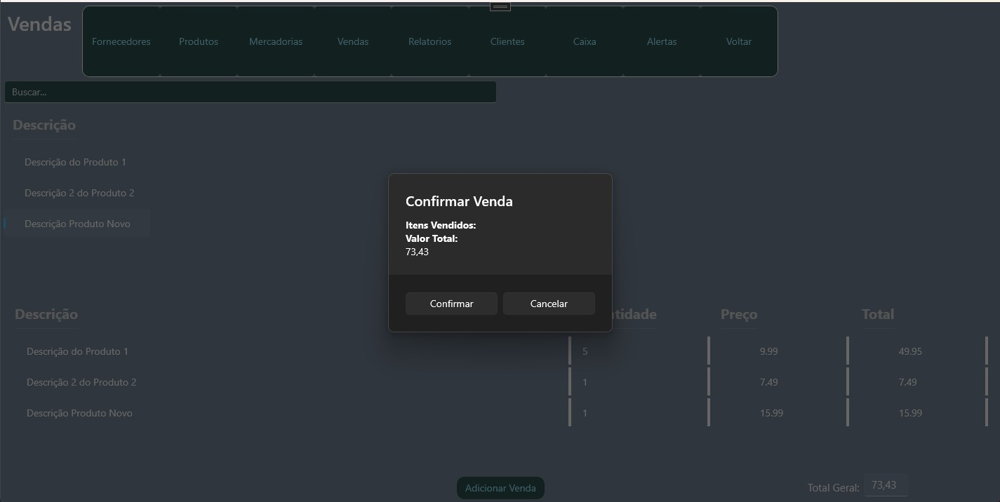 Vendas
Fornecedores Produtos Mercadorias Vendas Relatorios Clientes Caixa Alertas Voltar
Buscar...
Descrição
Descrição do Produto 1
Descrição 2 do Produto 2
Descrição Produto Novo
Confirmar Venda
Itens Vendidos:
Valor Total:
73,43
Confirmar Cancelar
Descrição tidade Preço Total
Descrição do Produto 1 5 9.99 49.95
Descrição 2 do Produto 2 1 7.49 7.49
Descrição Produto Novo 1 15.99 15.99
Adicionar Venda Total Geral: 73,43